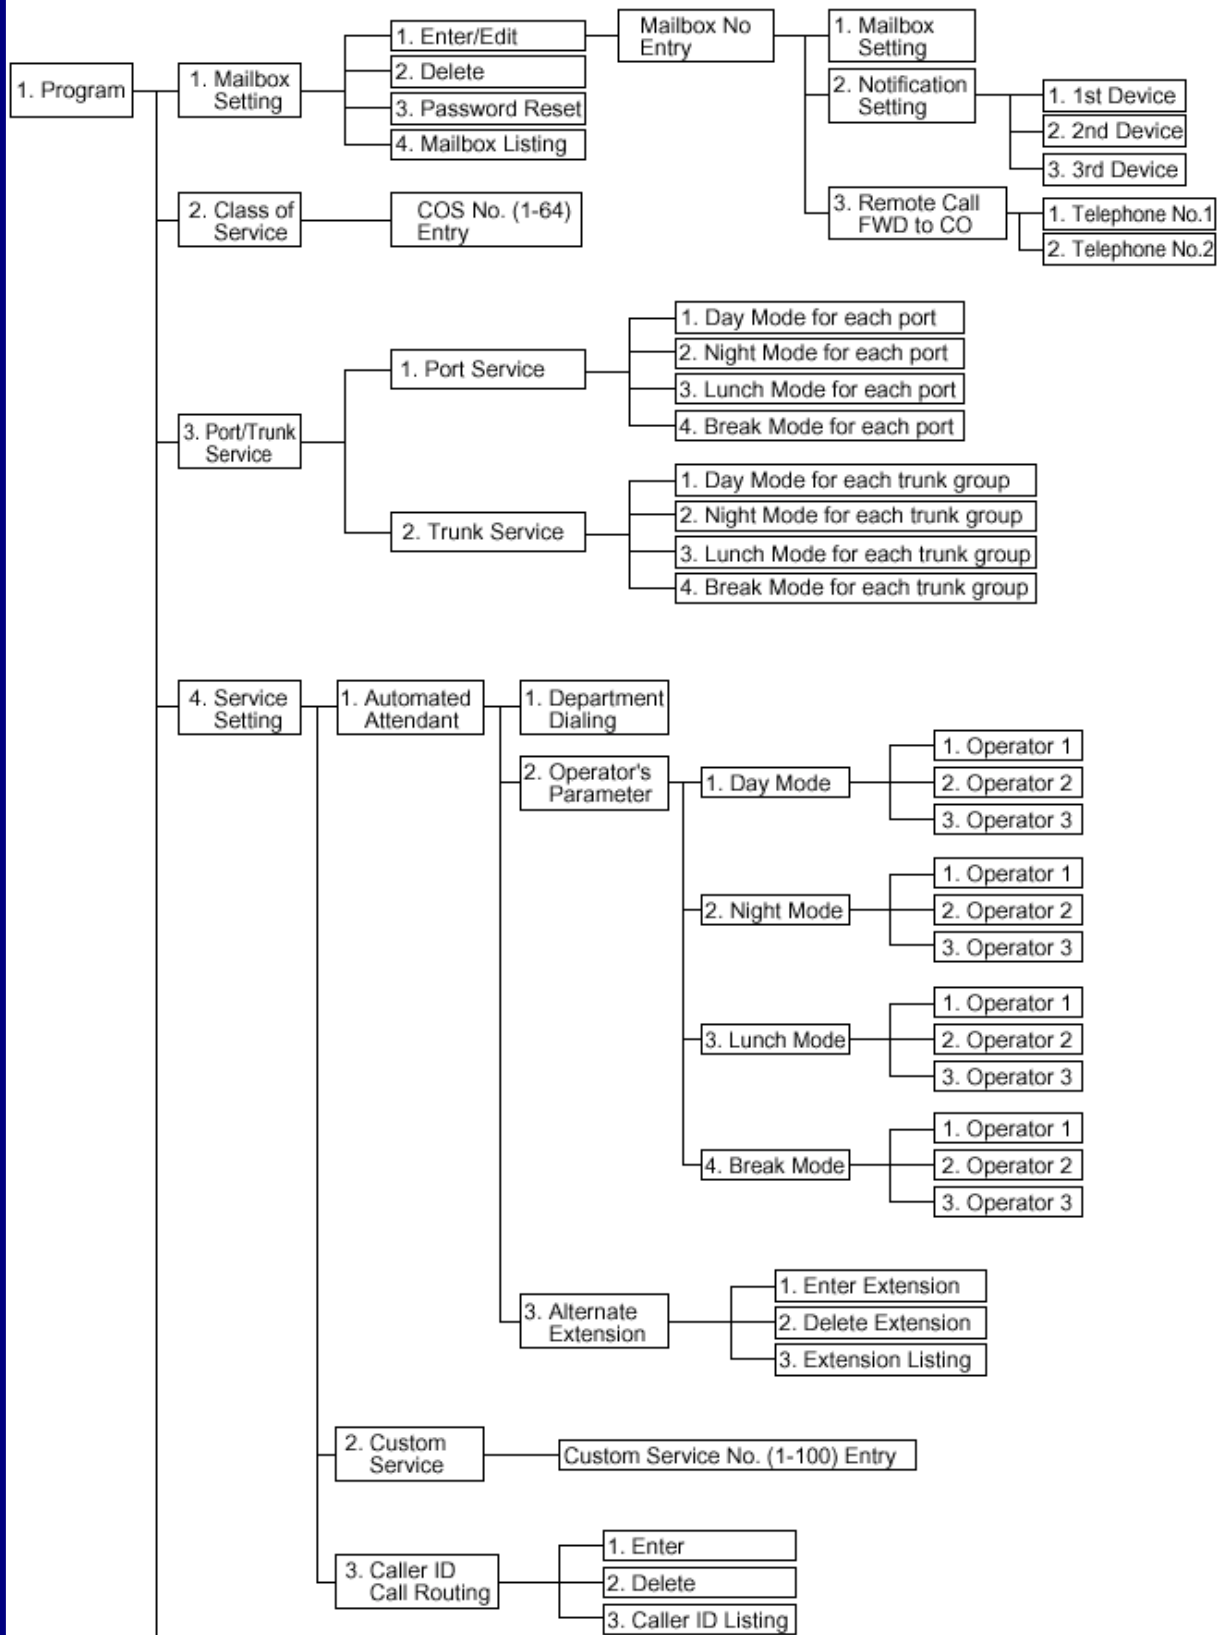 1. Program
1. Mailbox
Setting
1. Enter/Edit
2. Delete
3. Password Reset
4. Mailbox Listing
Mailbox No
Entry
1. Mailbox
Setting
2. Notification
Setting
1. 1st Device
2. 2nd Device
3. 3rd Device
3. Remote Call
FWD to CO
1. Telephone No.1
2. Telephone No.2
2. Class of
Service
COS No. (1-64)
Entry
3. Port/Trunk
Service
1. Port Service
1. Day Mode for each port
2. Night Mode for each port
3. Lunch Mode for each port
4. Break Mode for each port
2. Trunk Service
1. Day Mode for each trunk group
2. Night Mode for each trunk group
3. Lunch Mode for each trunk group
4. Break Mode for each trunk group
4. Service
Setting
1. Automated
Attendant
1. Department
Dialing
2. Operator's
Parameter
1. Day Mode
1. Operator 1
2. Operator 2
3. Operator 3
2. Night Mode
1. Operator 1
2. Operator 2
3. Operator 3
3. Lunch Mode
1. Operator 1
2. Operator 2
3. Operator 3
4. Break Mode
1. Operator 1
2. Operator 2
3. Operator 3
3. Alternate
Extension
1. Enter Extension
2. Delete Extension
3. Extension Listing
2. Custom
Service
Custom Service No. (1-100) Entry
3. Caller ID
Call Routing
1. Enter
2. Delete
3. Caller ID Listing